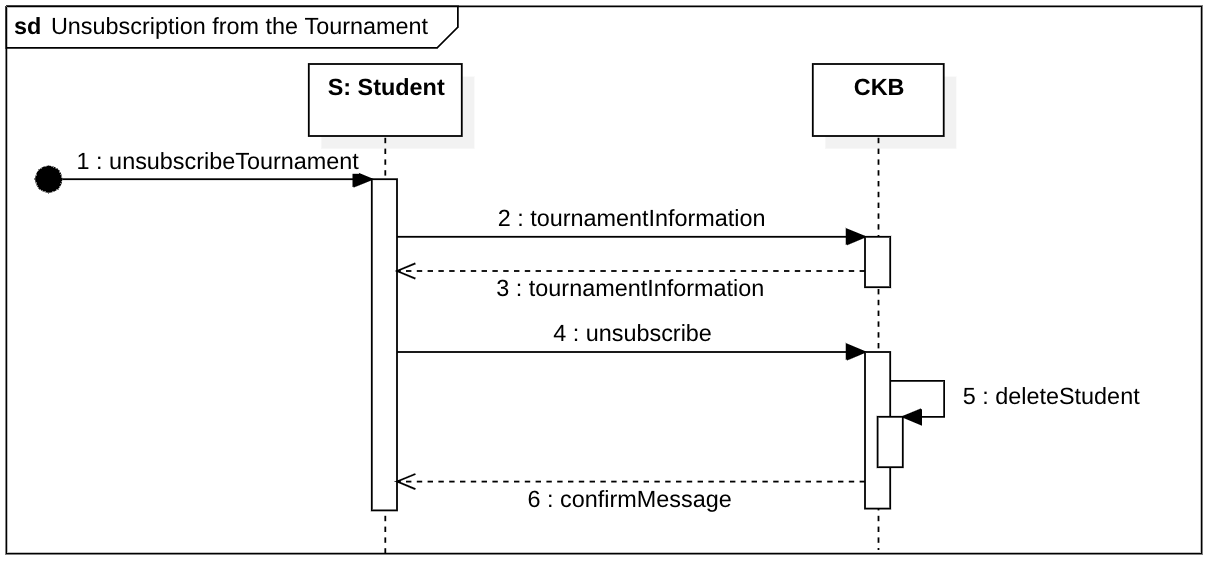 sd Unsubscription from the Tournament
S: Student
CKB
1 : unsubscribeTournament
2 : tournamentInformation
3 : tournamentInformation
4 : unsubscribe
5 : deleteStudent
6 : confirmMessage